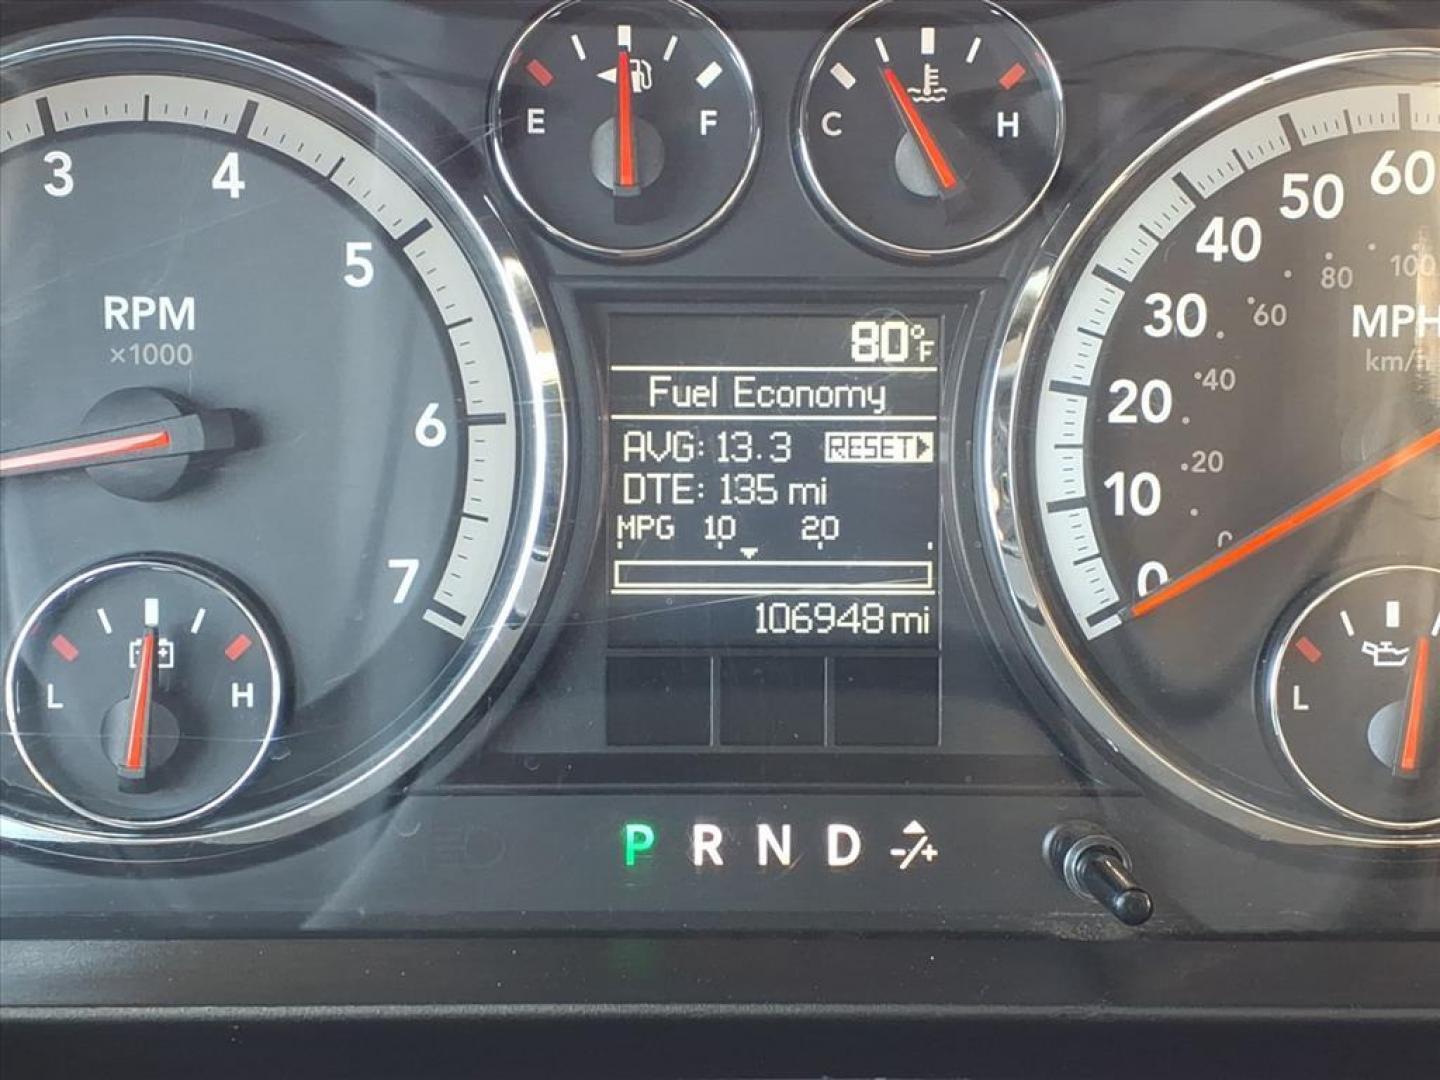 E F
C H
3 4 5 6 7
RPM
×1000
L H
80°F
Fuel Economy
AVG: 13.3 RESET
DTE: 135 mi
MPG 10 20
106948 mi
P R N D -/+
0 10 20 30 40 50 60
20 40 60 80 100
MPH
km/h
L